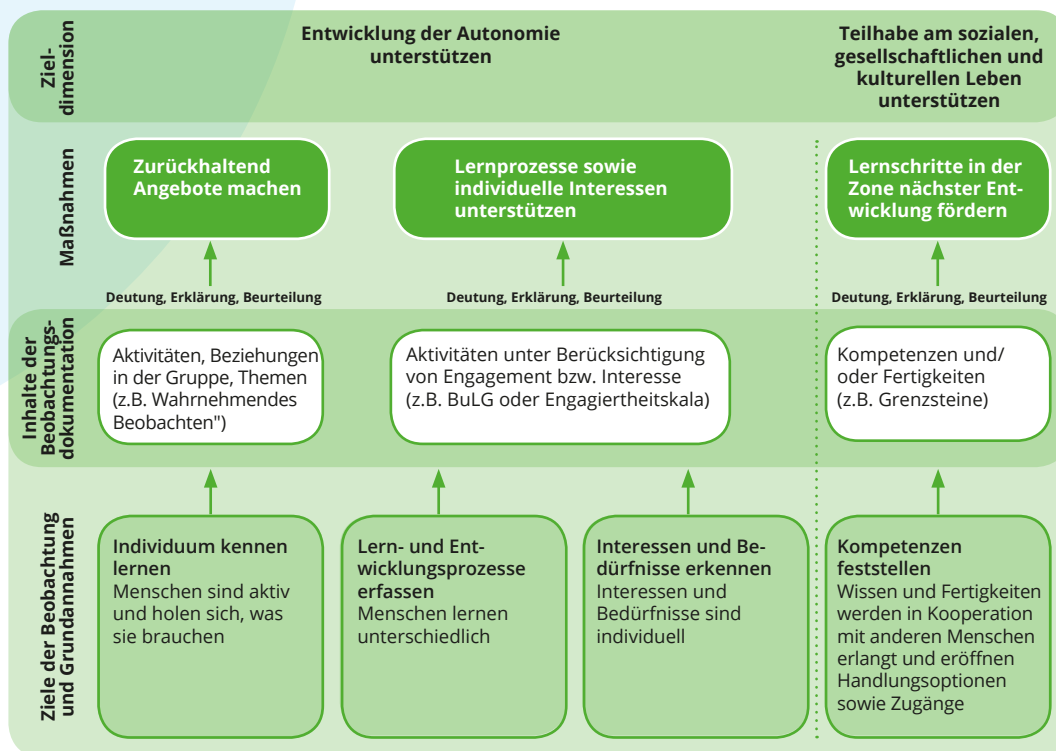 Ziel-
dimension
Entwicklung der Autonomie
unterstützen
Teilhabe am sozialen,
gesellschaftlichen und
kulturellen Leben
unterstützen
Maßnahmen
Zurückhaltend
Angebote machen
Lernprozesse sowie
individuelle Interessen
unterstützen
Lernschritte in der
Zone nächster Ent-
wicklung fördern
Deutung, Erklärung, Beurteilung
Deutung, Erklärung, Beurteilung
Deutung, Erklärung, Beurteilung
Inhalte der
Beobachtungs-
dokumentation
Aktivitäten, Beziehungen
in der Gruppe, Themen
(z.B. Wahrnehmendes
Beobachten")
Aktivitäten unter Berücksichtigung
von Engagement bzw. Interesse
(z.B. BuLG oder Engagiertheitskala)
Kompetenzen und/
oder Fertigkeiten
(z.B. Grenzsteine)
Ziele der Beobachtung
und Grundannahmen
Individuum kennen
lernen
Menschen sind aktiv
und holen sich, was
sie brauchen
Lern- und Ent-
wicklungsprozesse
erfassen
Menschen lernen
unterschiedlich
Interessen und Be-
dürfnisse erkennen
Interessen und
Bedürfnisse sind
individuell
Kompetenzen
feststellen
Wissen und Fertigkeiten
werden in Kooperation
mit anderen Menschen
erlangt und eröffnen
Handlungsoptionen
sowie Zugänge